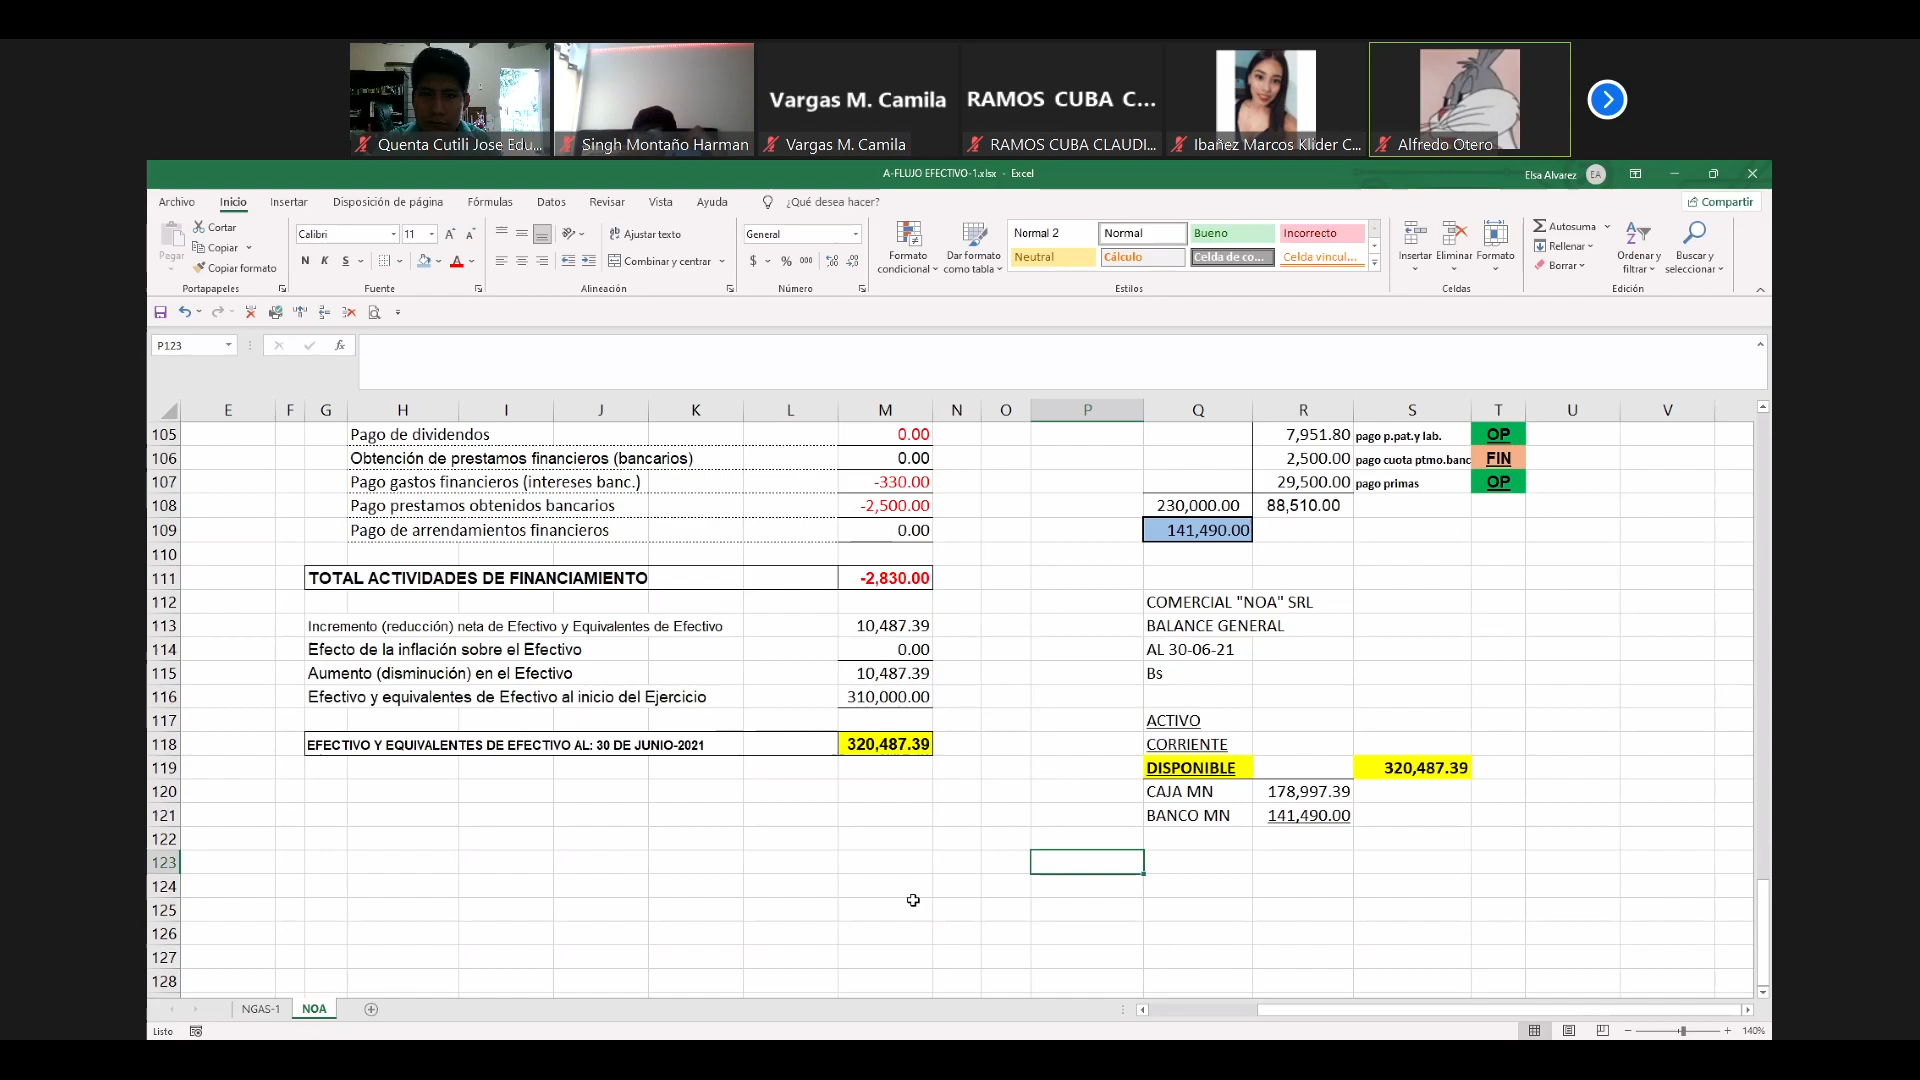 Vargas M. Camila
RAMOS CUBA C...
Quenta Cutili Jose Edu...
Singh Montaño Harman
Vargas M. Camila
RAMOS CUBA CLAUDI...
Ibañez Marcos Klider C...
Alfredo Otero
A-FLUJO EFECTIVO-1.xlsx - Excel
Elsa Alvarez EA
Archivo Inicio Insertar Disposición de página Fórmulas Datos Revisar Vista Ayuda ¿Qué desea hacer? Compartir
Pegar
Cortar
Copiar
Copiar formato
Portapapeles
Calibri 11
N K S
Fuente
Ajustar texto
Combinar y centrar
Alineación
General
$ % 000
Número
Formato condicional
Dar formato como tabla
Normal 2 Normal Bueno Incorrecto
Neutral Cálculo Celda de co... Celda vincul...
Estilos
Insertar Eliminar Formato
Celdas
Autosuma
Rellenar
Borrar
Ordenar y filtrar
Buscar y seleccionar
Edición
P123 fx
E F G H I J K L M N O P Q R S T U V
105 Pago de dividendos 0.00 7,951.80 pago p.pat.y lab. OP
106 Obtención de prestamos financieros (bancarios) 0.00 2,500.00 pago cuota ptmo.banc FIN
107 Pago gastos financieros (intereses banc.) -330.00 29,500.00 pago primas OP
108 Pago prestamos obtenidos bancarios -2,500.00 230,000.00 88,510.00
109 Pago de arrendamientos financieros 0.00 141,490.00
110
111 TOTAL ACTIVIDADES DE FINANCIAMIENTO -2,830.00
112 COMERCIAL "NOA" SRL
113 Incremento (reducción) neta de Efectivo y Equivalentes de Efectivo 10,487.39 BALANCE GENERAL
114 Efecto de la inflación sobre el Efectivo 0.00 AL 30-06-21
115 Aumento (disminución) en el Efectivo 10,487.39 Bs
116 Efectivo y equivalentes de Efectivo al inicio del Ejercicio 310,000.00
117 ACTIVO
118 EFECTIVO Y EQUIVALENTES DE EFECTIVO AL: 30 DE JUNIO-2021 320,487.39 CORRIENTE
119 DISPONIBLE 320,487.39
120 CAJA MN 178,997.39
121 BANCO MN 141,490.00
122
123
124
125
126
127
128
NGAS-1 NOA
Listo 140%